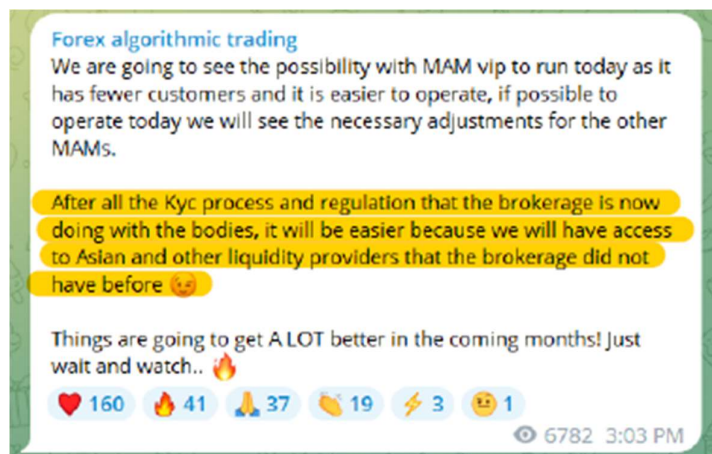 Forex algorithmic trading
We are going to see the possibility with MAM vip to run today as it
has fewer customers and it is easier to operate, if possible to
operate today we will see the necessary adjustments for the other
MAMs.
After all the Kyc process and regulation that the brokerage is now
doing with the bodies, it will be easier because we will have access
to Asian and other liquidity providers that the brokerage did not
have before 😉
Things are going to get A LOT better in the coming months! Just
wait and watch.. 🔥
❤️ 160 🔥 41 🙏 37 👏 19 ⚡ 3 🤨 1
6782 3:03 PM